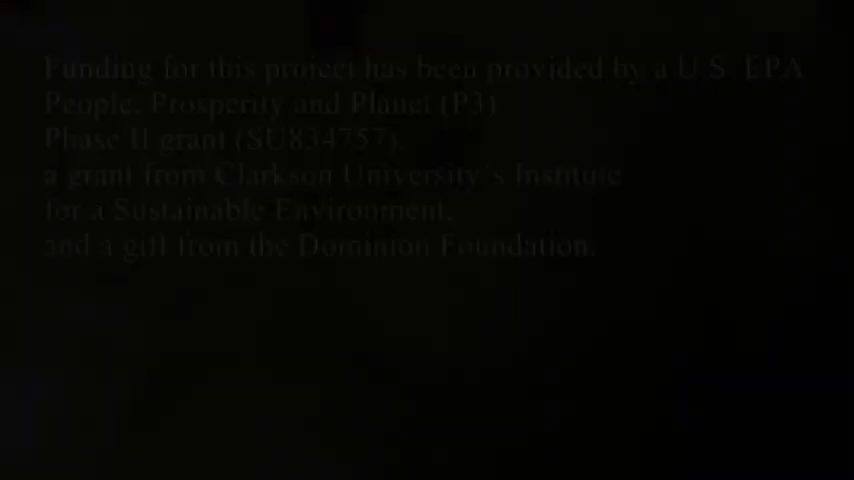 Funding for this project has been provided by a U.S. EPA
People, Prosperity and Planet (P3)
Phase II grant (SU834757),
a grant from Clarkson University's Institute
for a Sustainable Environment,
and a gift from the Dominion Foundation.